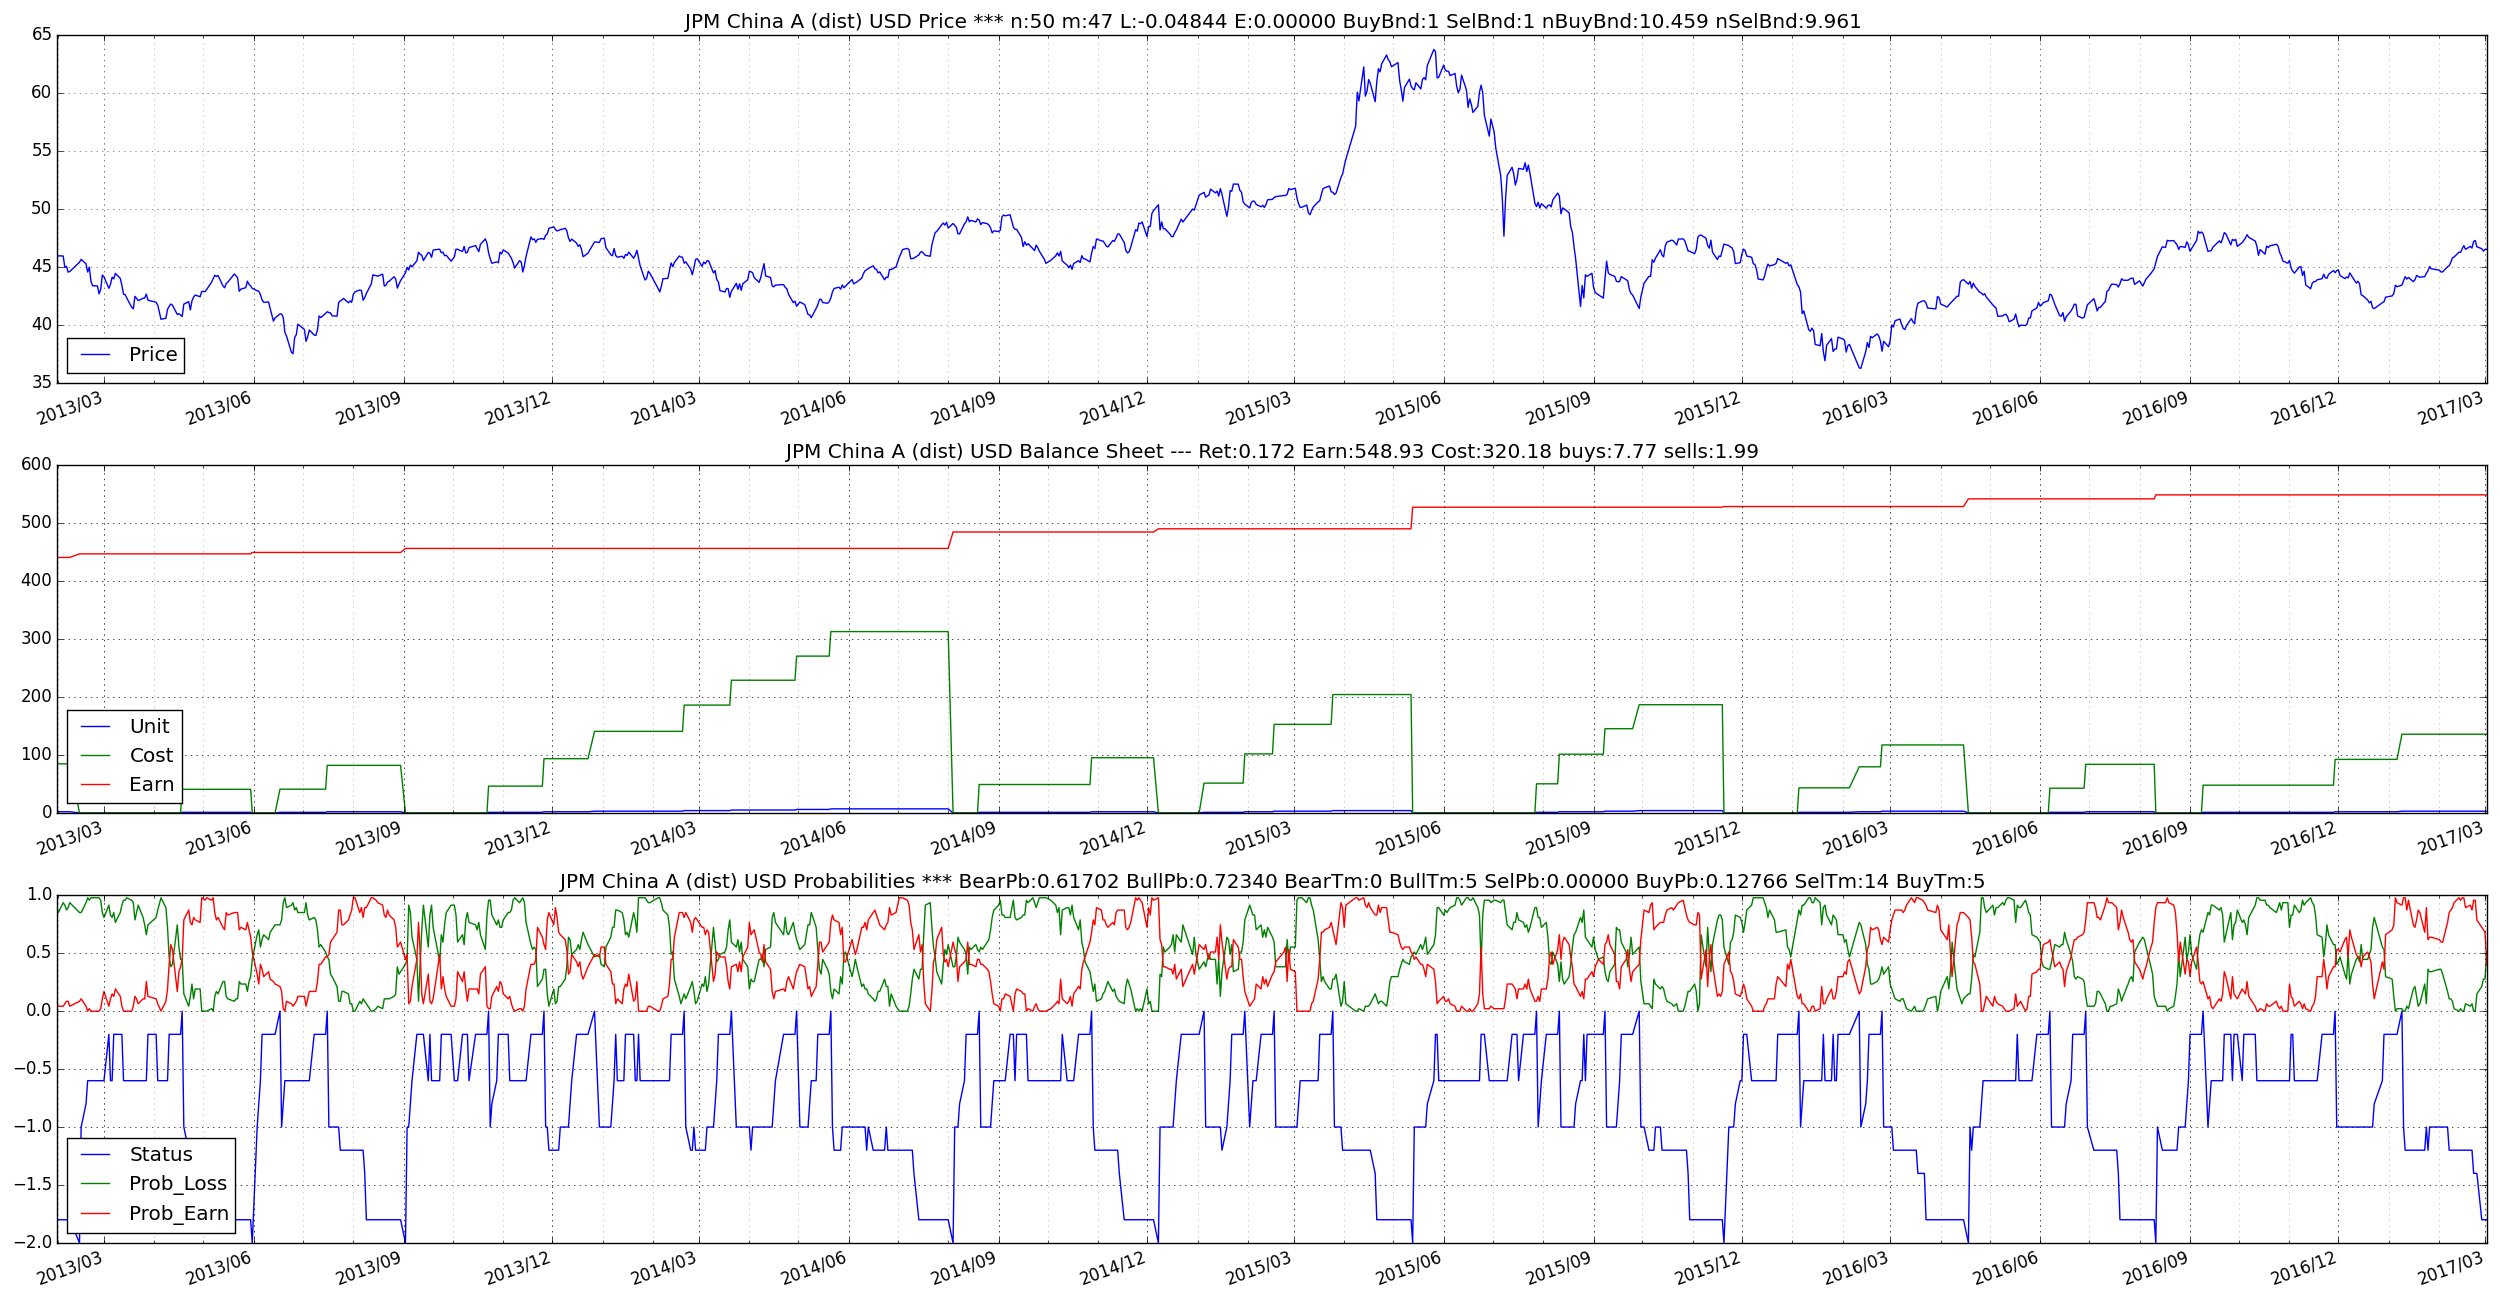 JPM China A (dist) USD Price *** n:50 m:47 L:-0.04844 E:0.00000 BuyBnd:1 SelBnd:1 nBuyBnd:10.459 nSelBnd:9.961
65
60
55
50
45
40
35
Price
2013/03 2013/06 2013/09 2013/12 2014/03 2014/06 2014/09 2014/12 2015/03 2015/06 2015/09 2015/12 2016/03 2016/06 2016/09 2016/12 2017/03
JPM China A (dist) USD Balance Sheet --- Ret:0.172 Earn:548.93 Cost:320.18 buys:7.77 sells:1.99
600
500
400
300
200
100
0
Unit
Cost
Earn
2013/03 2013/06 2013/09 2013/12 2014/03 2014/06 2014/09 2014/12 2015/03 2015/06 2015/09 2015/12 2016/03 2016/06 2016/09 2016/12 2017/03
JPM China A (dist) USD Probabilities *** BearPb:0.61702 BullPb:0.72340 BearTm:0 BullTm:5 SelPb:0.00000 BuyPb:0.12766 SelTm:14 BuyTm:5
1.0
0.5
0.0
−0.5
−1.0
−1.5
−2.0
Status
Prob_Loss
Prob_Earn
2013/03 2013/06 2013/09 2013/12 2014/03 2014/06 2014/09 2014/12 2015/03 2015/06 2015/09 2015/12 2016/03 2016/06 2016/09 2016/12 2017/03